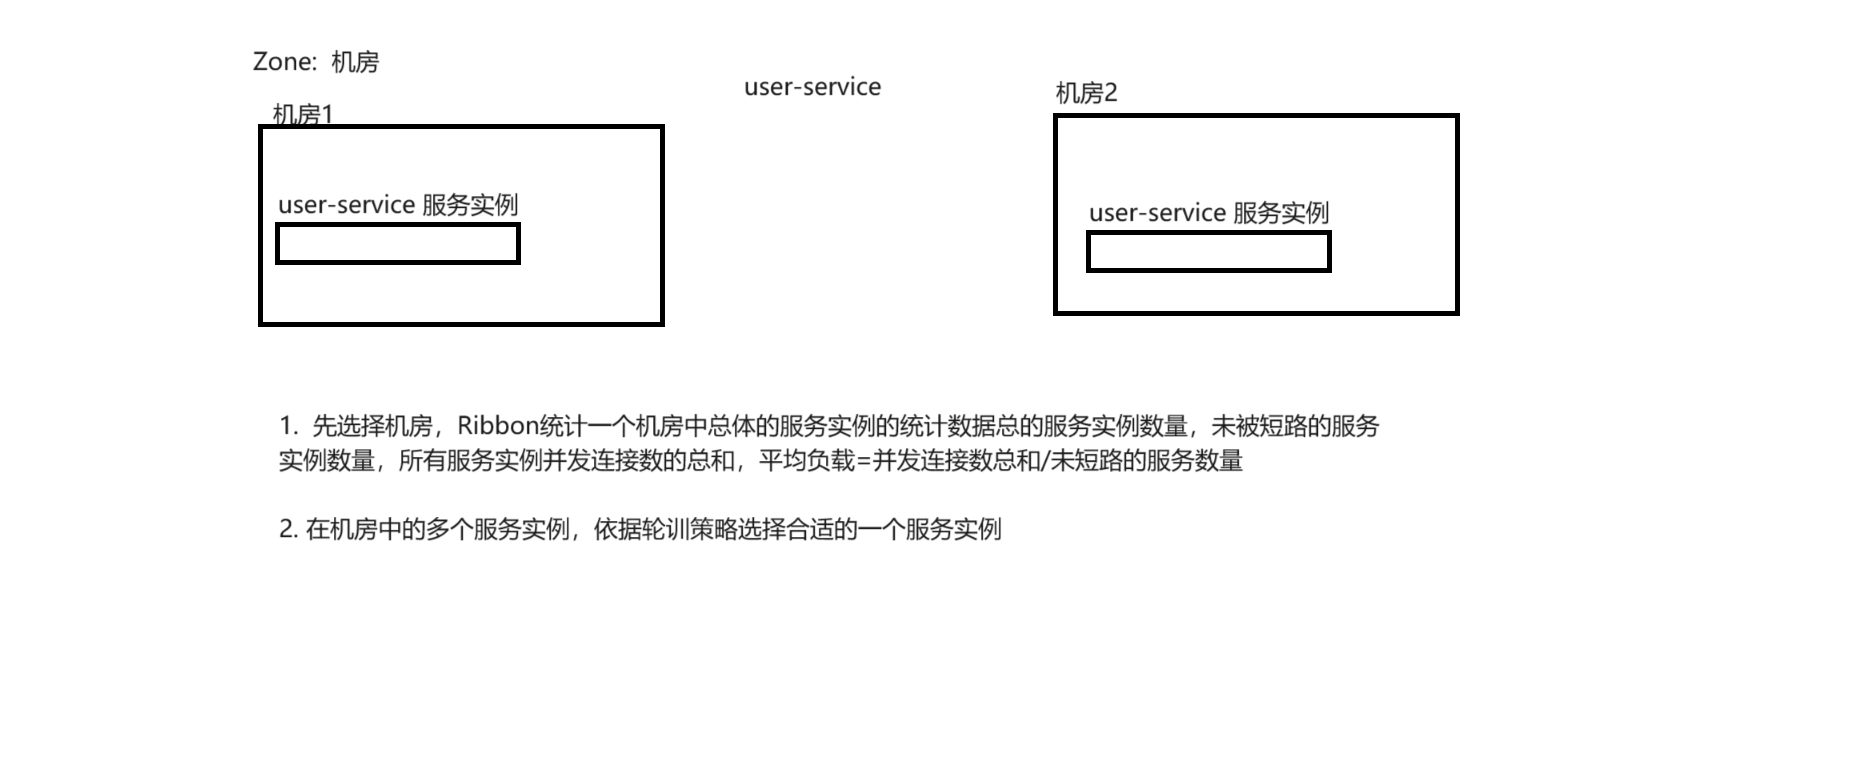 Zone:  机房
user-service
机房1
机房2
user-service 服务实例
user-service 服务实例
1.  先选择机房，Ribbon统计一个机房中总体的服务实例的统计数据总的服务实例数量，未被短路的服务
实例数量，所有服务实例并发连接数的总和，平均负载=并发连接数总和/未短路的服务数量
2. 在机房中的多个服务实例，依据轮训策略选择合适的一个服务实例